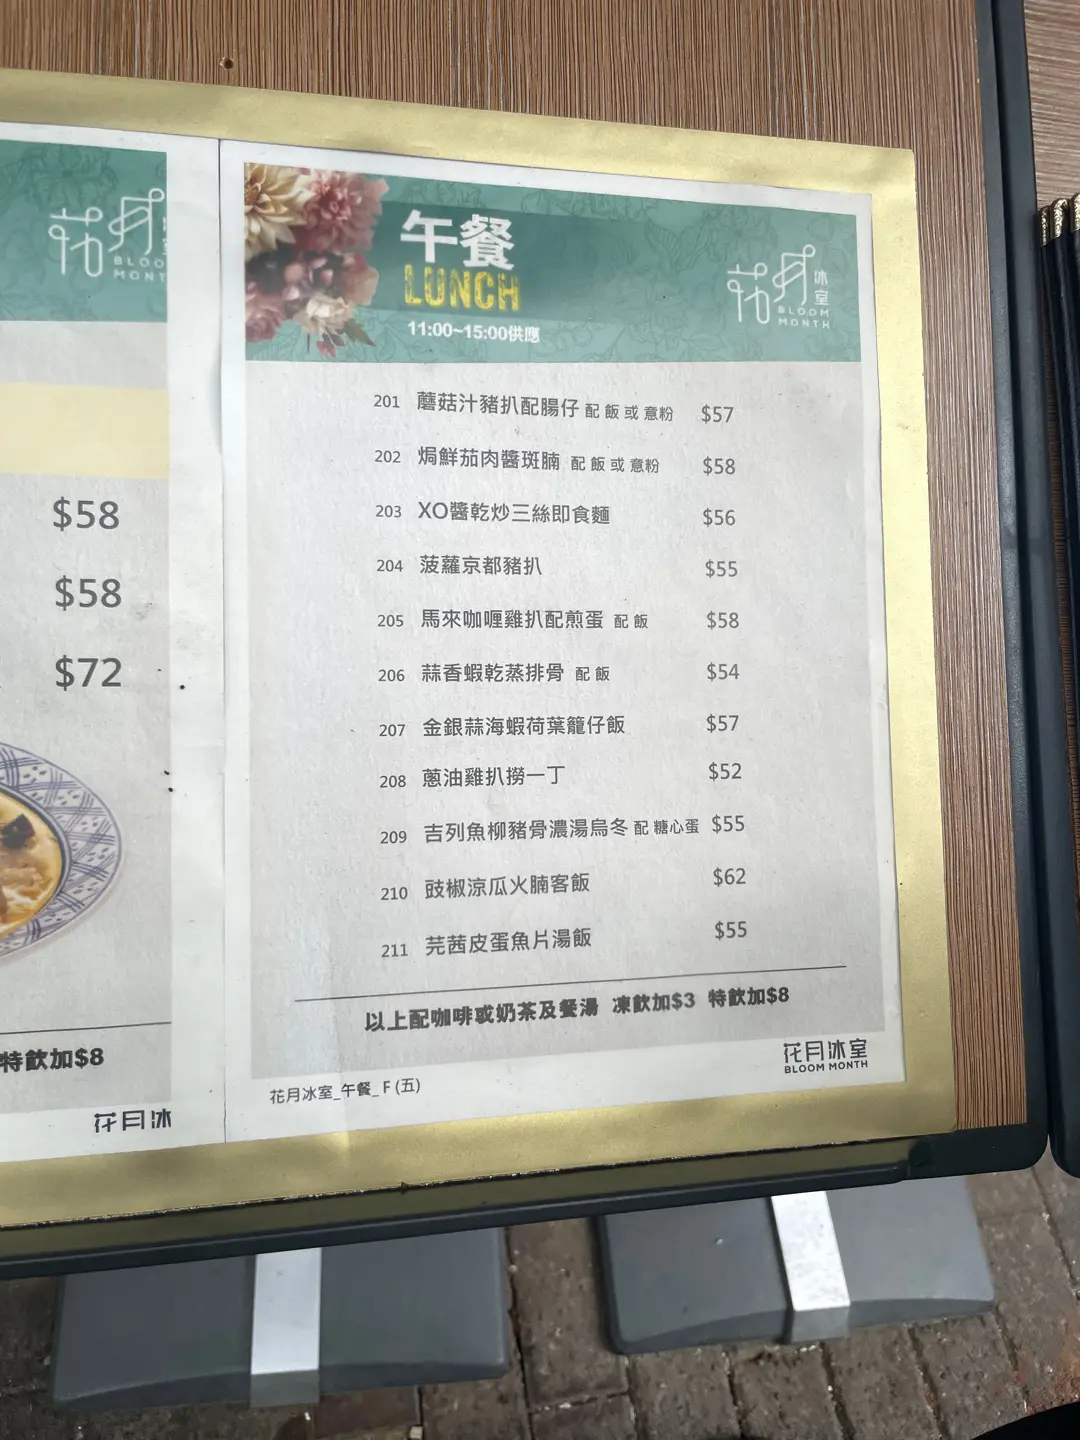 花月
BLOO
MONT
$58
$58
$72
特飲加$8
花月冰
午餐
LUNCH
11:00~15:00供應
花月冰室
BLOOM
MONTH
201 蘑菇汁豬扒配腸仔 配 飯 或 意粉 $57
202 焗鮮茄肉醬斑腩 配 飯 或 意粉 $58
203 XO醬乾炒三絲即食麵 $56
204 菠蘿京都豬扒 $55
205 馬來咖喱雞扒配煎蛋 配 飯 $58
206 蒜香蝦乾蒸排骨 配 飯 $54
207 金銀蒜海蝦荷葉籠仔飯 $57
208 蔥油雞扒撈一丁 $52
209 吉列魚柳豬骨濃湯烏冬 配 糖心蛋 $55
210 豉椒涼瓜火腩客飯 $62
211 芫茜皮蛋魚片湯飯 $55
以上配咖啡或奶茶及餐湯 凍飲加$3 特飲加$8
花月冰室
BLOOM MONTH
花月冰室_午餐_ F (五)